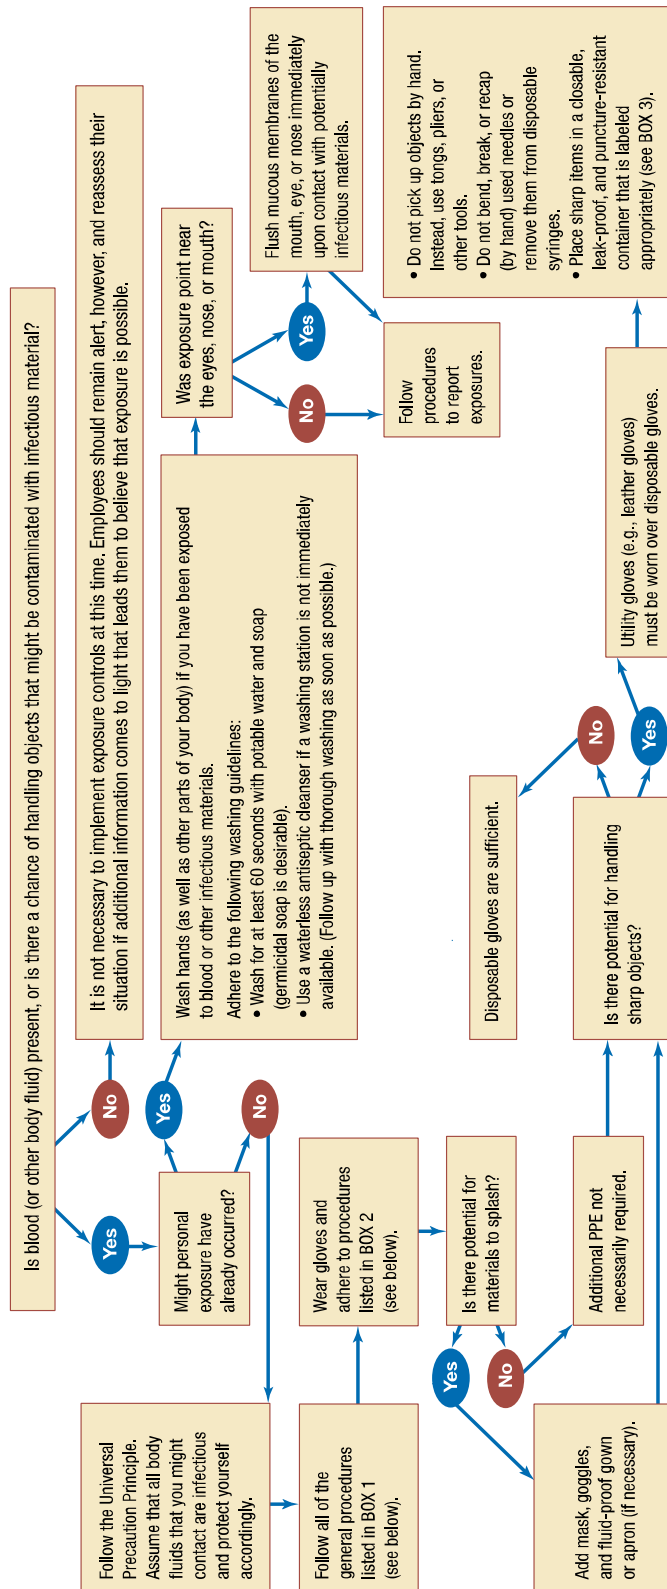 Is blood (or other body fluid) present, or is there a chance of handling objects that might be contaminated with infectious material?
Yes
No
It is not necessary to implement exposure controls at this time. Employees should remain alert, however, and reassess their
situation if additional information comes to light that leads them to believe that exposure is possible.
Might personal
exposure have
already occurred?
Yes
No
Wash hands (as well as other parts of your body) if you have been exposed
to blood or other infectious materials.
Adhere to the following washing guidelines:
• Wash for at least 60 seconds with potable water and soap
(germicidal soap is desirable).
• Use a waterless antiseptic cleanser if a washing station is not immediately
available. (Follow up with thorough washing as soon as possible.)
Was exposure point near
the eyes, nose, or mouth?
Yes
No
Flush mucous membranes of the
mouth, eye, or nose immediately
upon contact with potentially
infectious materials.
Follow
procedures
to report
exposures.
Follow the Universal
Precaution Principle.
Assume that all body
fluids that you might
contact are infectious
and protect yourself
accordingly.
Follow all of the
general procedures
listed in BOX 1
(see below).
Wear gloves and
adhere to procedures
listed in BOX 2
(see below).
Is there potential for
materials to splash?
Yes
No
Add mask, goggles,
and fluid-proof gown
or apron (if necessary).
Additional PPE not
necessarily required.
Is there potential for handling
sharp objects?
No
Yes
Disposable gloves are sufficient.
Utility gloves (e.g., leather gloves)
must be worn over disposable gloves.
• Do not pick up objects by hand.
Instead, use tongs, pliers, or
other tools.
• Do not bend, break, or recap
(by hand) used needles or
remove them from disposable
syringes.
• Place sharp items in a closable,
leak-proof, and puncture-resistant
container that is labeled
appropriately (see BOX 3).